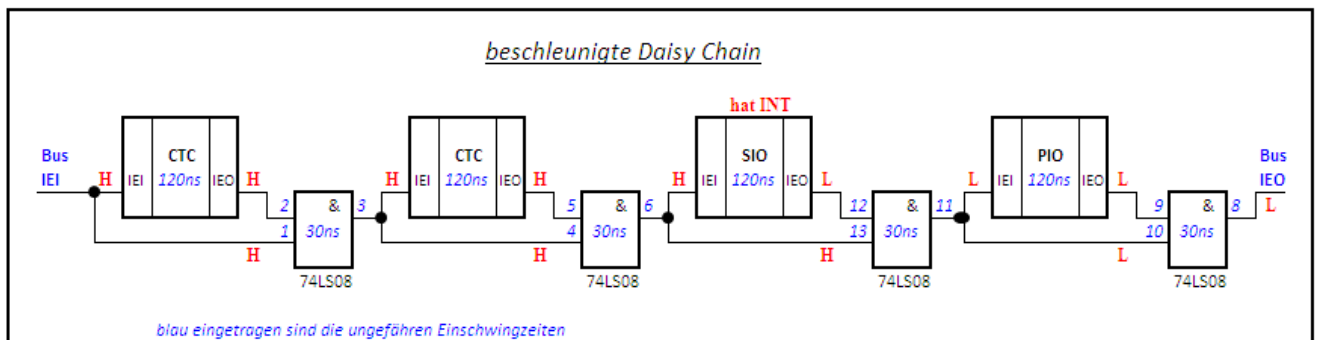 beschleunigte Daisy Chain
hat INT
Bus
IEI
H
IEI
CTC
120ns
IEO
H
2
1
H
&
30ns
3
74LS08
H
IEI
CTC
120ns
IEO
H
5
4
H
&
30ns
6
74LS08
H
IEI
SIO
120ns
IEO
L
12
13
H
&
30ns
11
74LS08
L
IEI
PIO
120ns
IEO
L
9
10
L
&
30ns
8
74LS08
Bus
IEO
L
blau eingetragen sind die ungefähren Einschwingzeiten